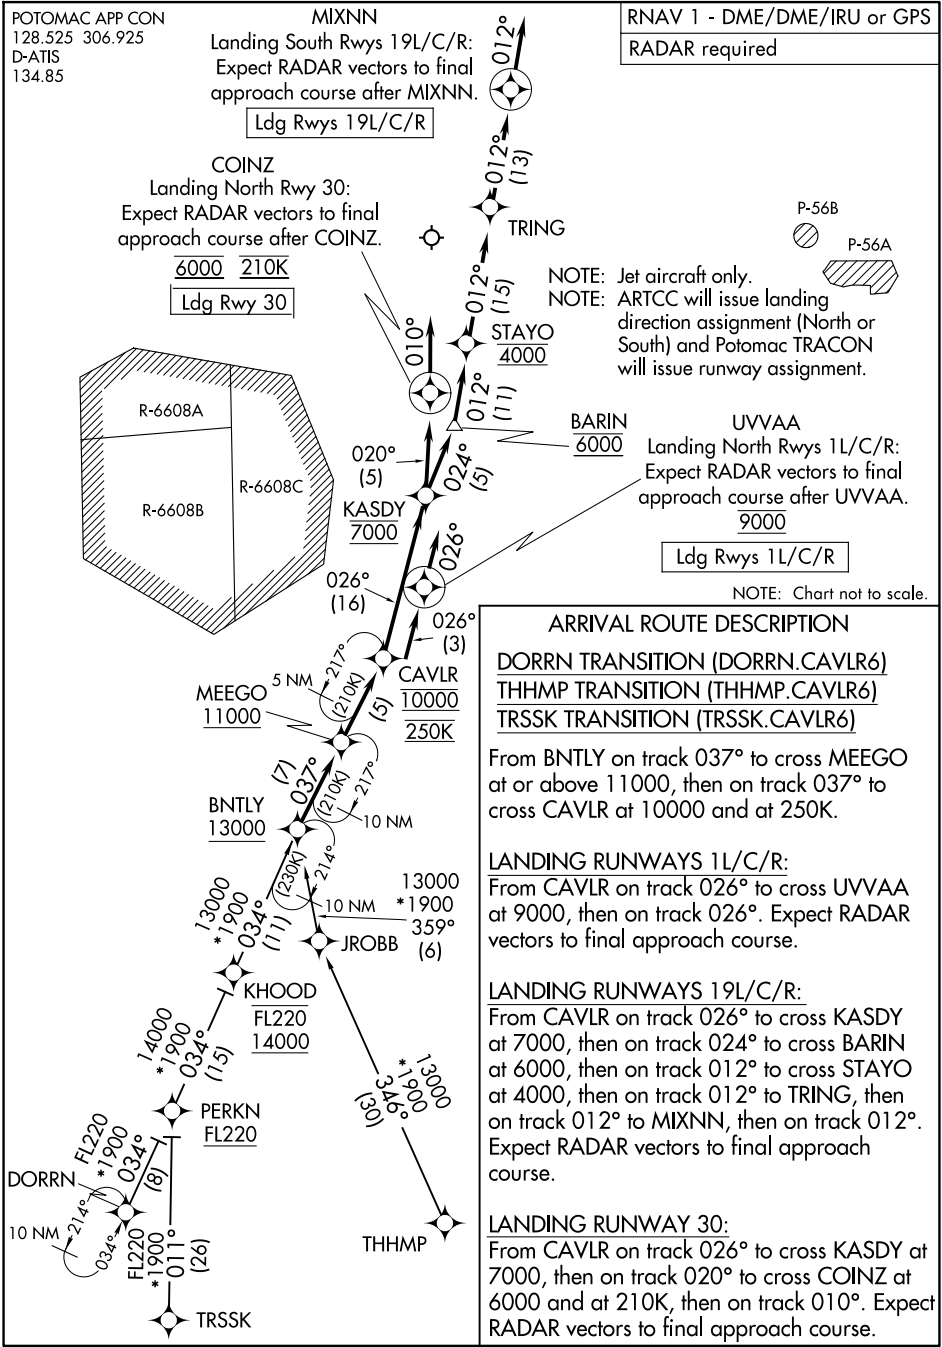 POTOMAC APP CON
128.525 306.925
D-ATIS
134.85
MIXNN
Landing South Rwys 19L/C/R:
Expect RADAR vectors to final
approach course after MIXNN.
Ldg Rwys 19L/C/R
RNAV 1 - DME/DME/IRU or GPS
RADAR required
012°
012°
(13)
TRING
COINZ
Landing North Rwy 30:
Expect RADAR vectors to final
approach course after COINZ.
6000 210K
Ldg Rwy 30
P-56B
P-56A
NOTE: Jet aircraft only.
NOTE: ARTCC will issue landing
direction assignment (North or
South) and Potomac TRACON
will issue runway assignment.
012°
(15)
STAYO
4000
010°
012°
(11)
BARIN
6000
UVVAA
Landing North Rwys 1L/C/R:
Expect RADAR vectors to final
approach course after UVVAA.
9000
Ldg Rwys 1L/C/R
NOTE: Chart not to scale.
R-6608A
R-6608B
R-6608C
020°
(5)
024°
(5)
KASDY
7000
026°
026°
(16)
026°
(3)
CAVLR
10000
250K
217°
5 NM
(210K)
(5)
MEEGO
11000
(7)
037°
(210K)
217°
10 NM
BNTLY
13000
(230K)
214°
10 NM
13000
*1900
359°
(6)
JROBB
13000
*1900
034°
(11)
KHOOD
FL220
14000
14000
*1900
034°
(15)
PERKN
FL220
13000
*1900
346°
(30)
THHMP
FL220
*1900
034°
(8)
DORRN
10 NM
214°
034°
FL220
*1900
011°
(26)
TRSSK
ARRIVAL ROUTE DESCRIPTION
DORRN TRANSITION (DORRN.CAVLR6)
THHMP TRANSITION (THHMP.CAVLR6)
TRSSK TRANSITION (TRSSK.CAVLR6)
From BNTLY on track 037° to cross MEEGO
at or above 11000, then on track 037° to
cross CAVLR at 10000 and at 250K.
LANDING RUNWAYS 1L/C/R:
From CAVLR on track 026° to cross UVVAA
at 9000, then on track 026°. Expect RADAR
vectors to final approach course.
LANDING RUNWAYS 19L/C/R:
From CAVLR on track 026° to cross KASDY
at 7000, then on track 024° to cross BARIN
at 6000, then on track 012° to cross STAYO
at 4000, then on track 012° to TRING, then
on track 012° to MIXNN, then on track 012°.
Expect RADAR vectors to final approach
course.
LANDING RUNWAY 30:
From CAVLR on track 026° to cross KASDY at
7000, then on track 020° to cross COINZ at
6000 and at 210K, then on track 010°. Expect
RADAR vectors to final approach course.